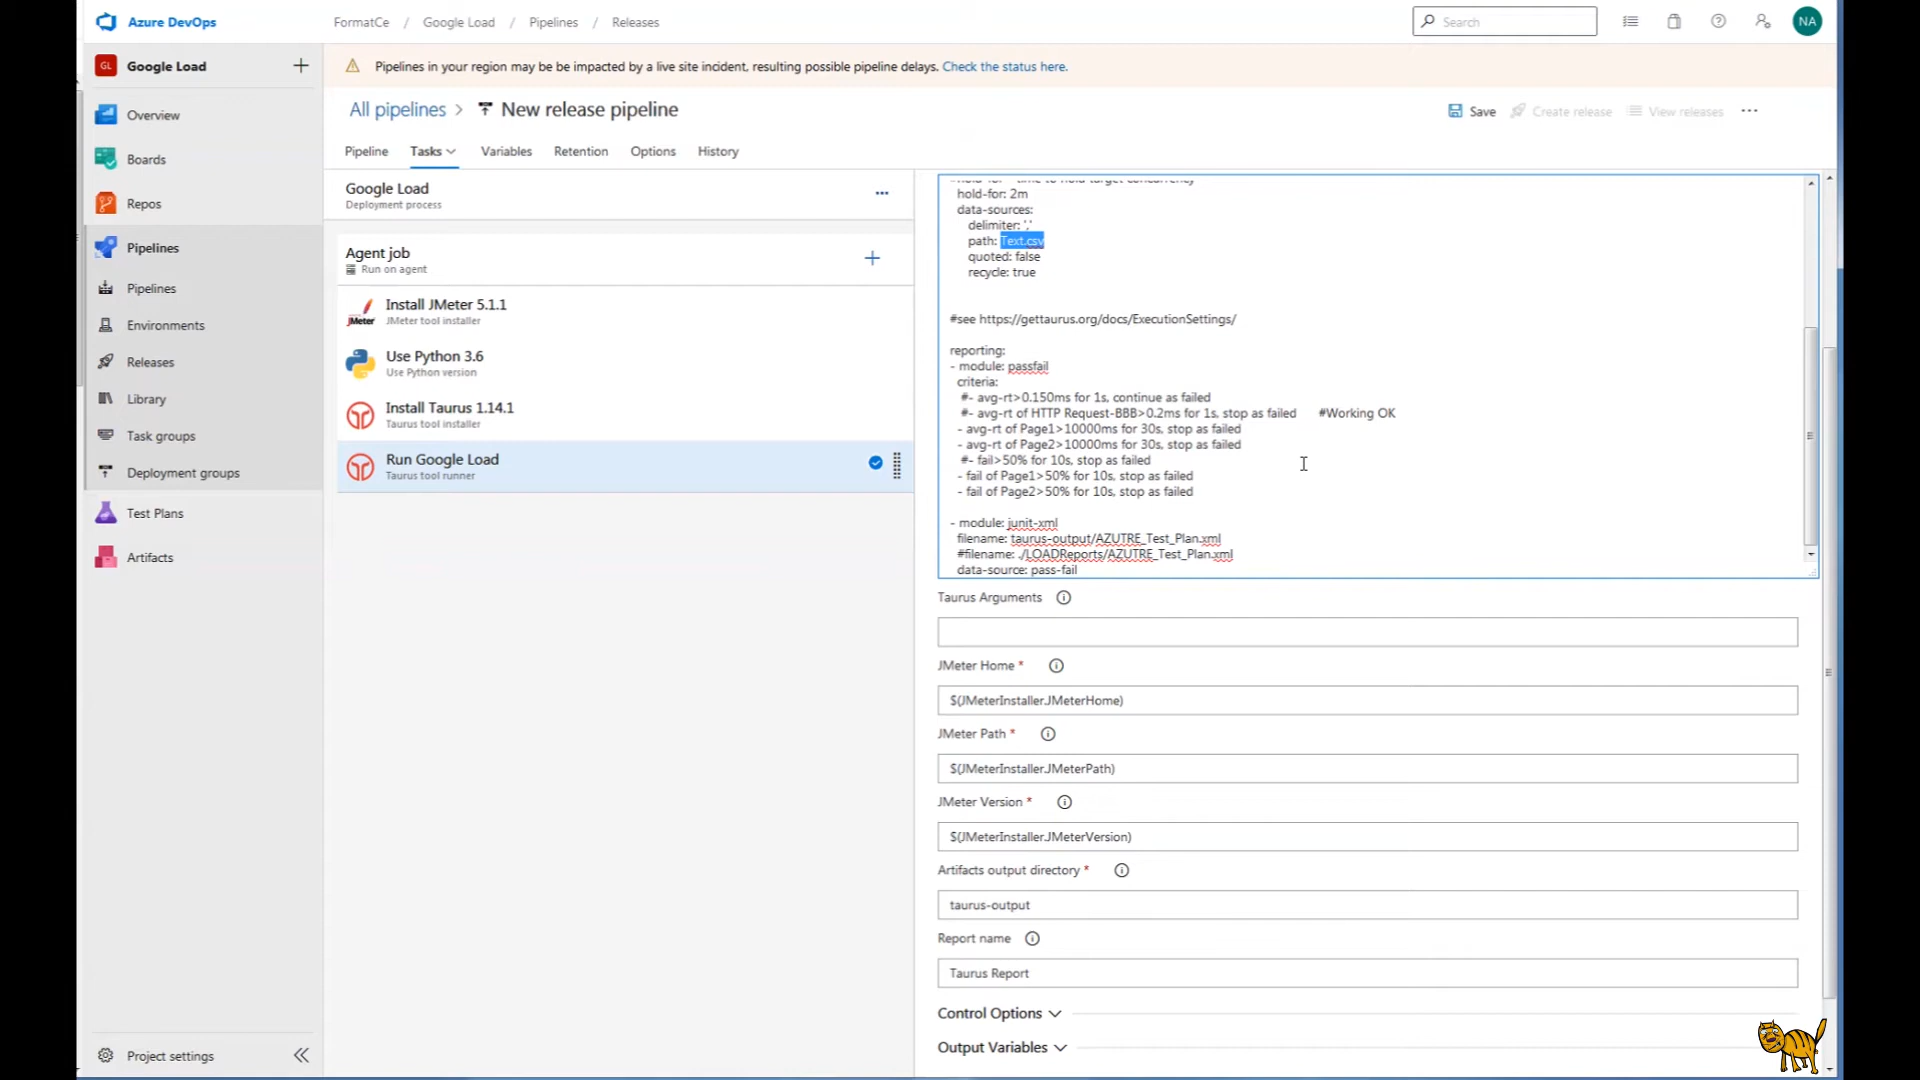 Azure DevOps
FormatCe / Google Load / Pipelines / Releases
Search
NA
GL Google Load
Pipelines in your region may be be impacted by a live site incident, resulting possible pipeline delays. Check the status here.
Overview
Boards
Repos
Pipelines
Pipelines
Environments
Releases
Library
Task groups
Deployment groups
Test Plans
Artifacts
Project settings
All pipelines > New release pipeline
Save
Create release
View releases
Pipeline
Tasks
Variables
Retention
Options
History
Google Load
Deployment process
Agent job
Run on agent
Install JMeter 5.1.1
JMeter tool installer
Use Python 3.6
Use Python version
Install Taurus 1.14.1
Taurus tool installer
Run Google Load
Taurus tool runner
#hold-for - time to hold target concurrency
hold-for: 2m
data-sources:
delimiter: ','
path: Text.csv
quoted: false
recycle: true
#see https://gettaurus.org/docs/ExecutionSettings/
reporting:
- module: passfail
criteria:
#- avg-rt>0.150ms for 1s, continue as failed
#- avg-rt of HTTP Request-BBB>0.2ms for 1s, stop as failed #Working OK
- avg-rt of Page1>10000ms for 30s, stop as failed
- avg-rt of Page2>10000ms for 30s, stop as failed
#- fail>50% for 10s, stop as failed
- fail of Page1>50% for 10s, stop as failed
- fail of Page2>50% for 10s, stop as failed
- module: junit-xml
filename: taurus-output/AZUTRE_Test_Plan.xml
#filename: ./LOADReports/AZUTRE_Test_Plan.xml
data-source: pass-fail
Taurus Arguments
JMeter Home *
$(JMeterInstaller.JMeterHome)
JMeter Path *
$(JMeterInstaller.JMeterPath)
JMeter Version *
$(JMeterInstaller.JMeterVersion)
Artifacts output directory *
taurus-output
Report name
Taurus Report
Control Options
Output Variables